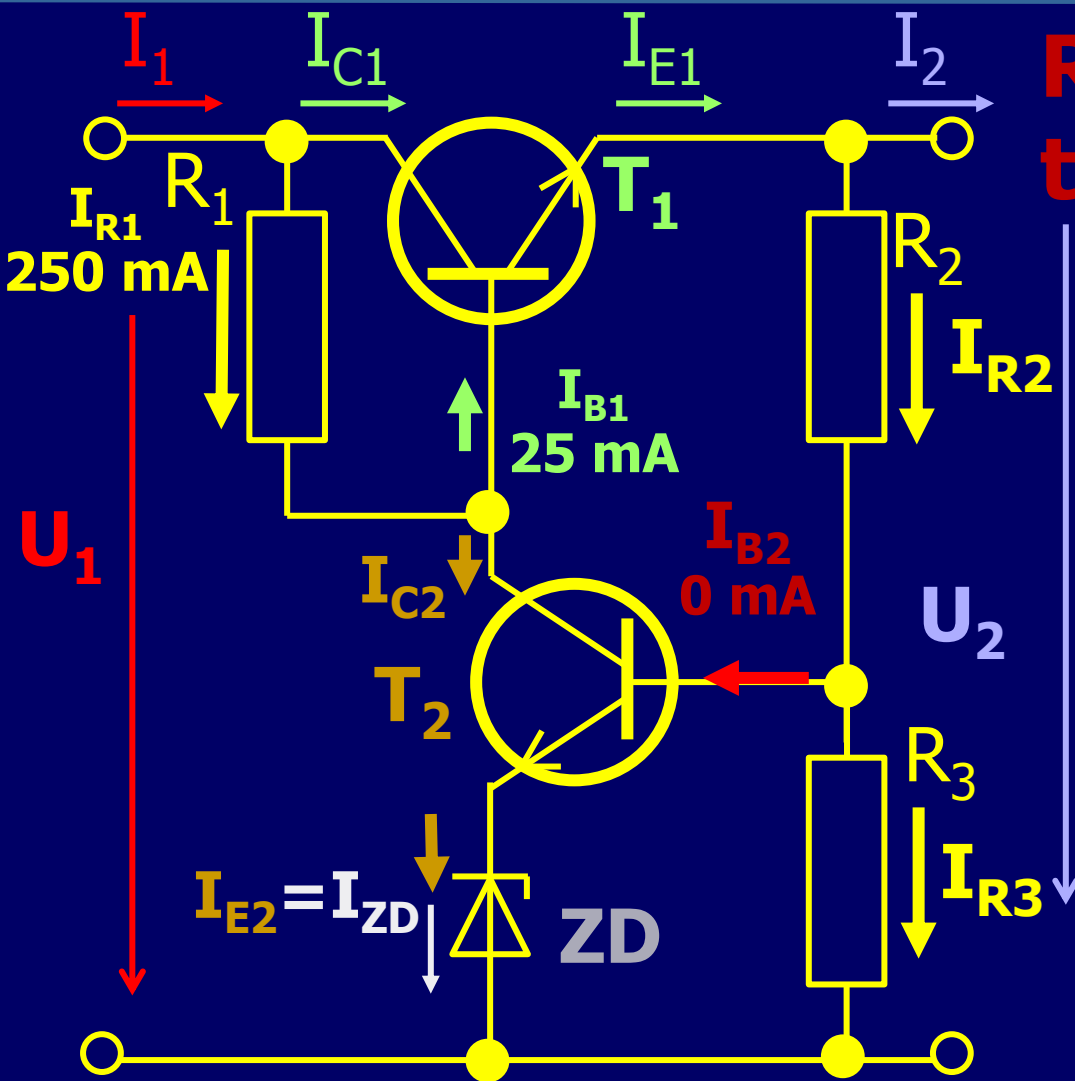 I1 IC1 IE1 I2 R
t
R1 T1
IR1
250 mA
R2
IR2
IB1
25 mA
U1
IB2
0 mA
IC2
U2
T2
R3
IE2=IZD
IR3
ZD